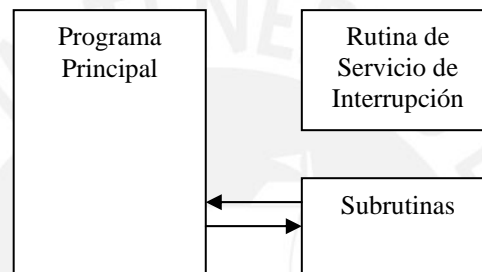 Programa
Principal
Rutina de
Servicio de
Interrupción
Subrutinas